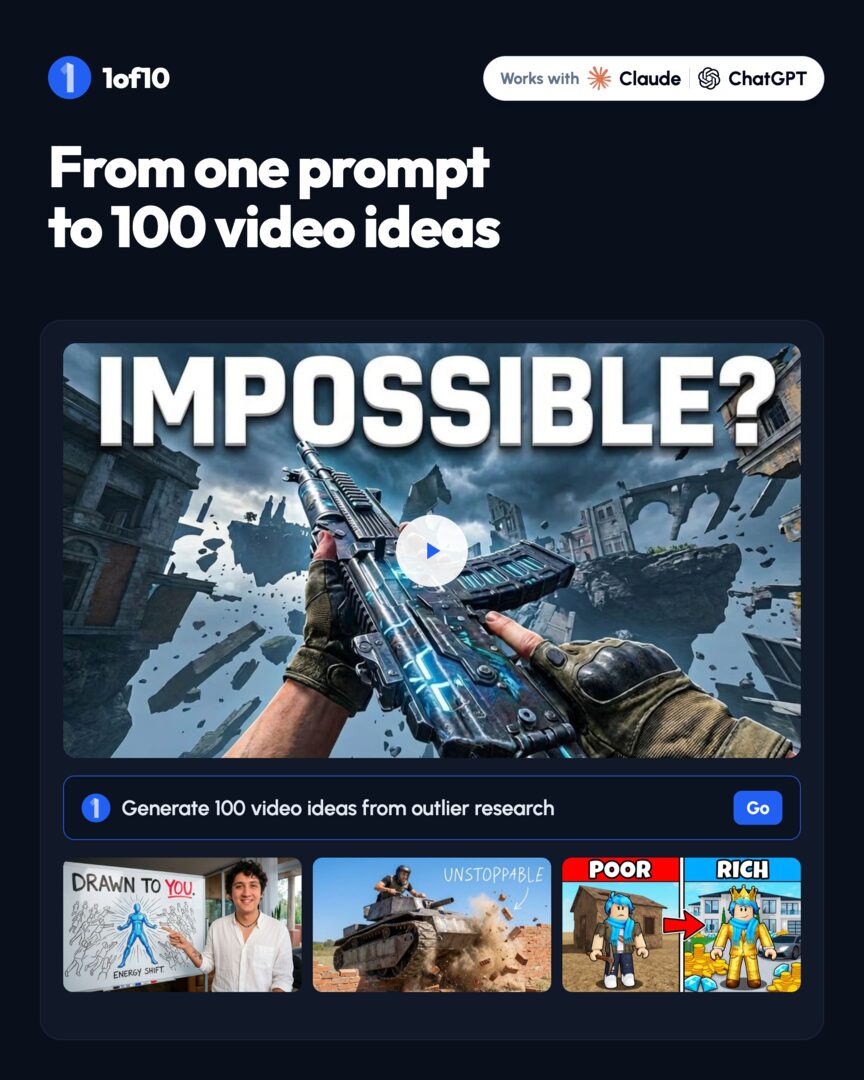 1of10
Works with Claude ChatGPT
From one prompt
to 100 video ideas
IMPOSSIBLE?
Generate 100 video ideas from outlier research
Go
DRAWN TO YOU.
ENERGY SHIFT.
UNSTOPPABLE
POOR
RICH